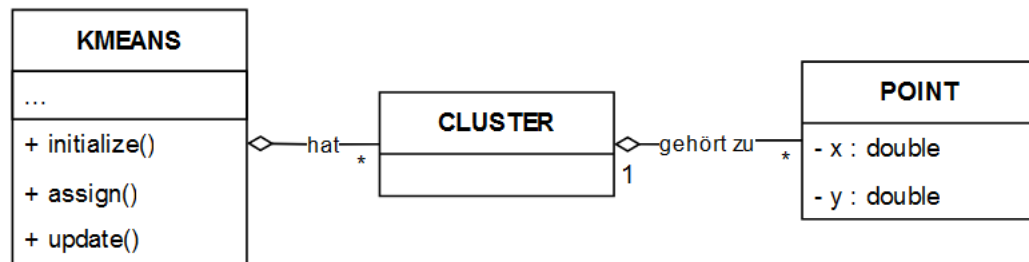 KMEANS
...
+ initialize()
+ assign()
+ update()
hat
*
CLUSTER
1
gehört zu
*
POINT
- x : double
- y : double